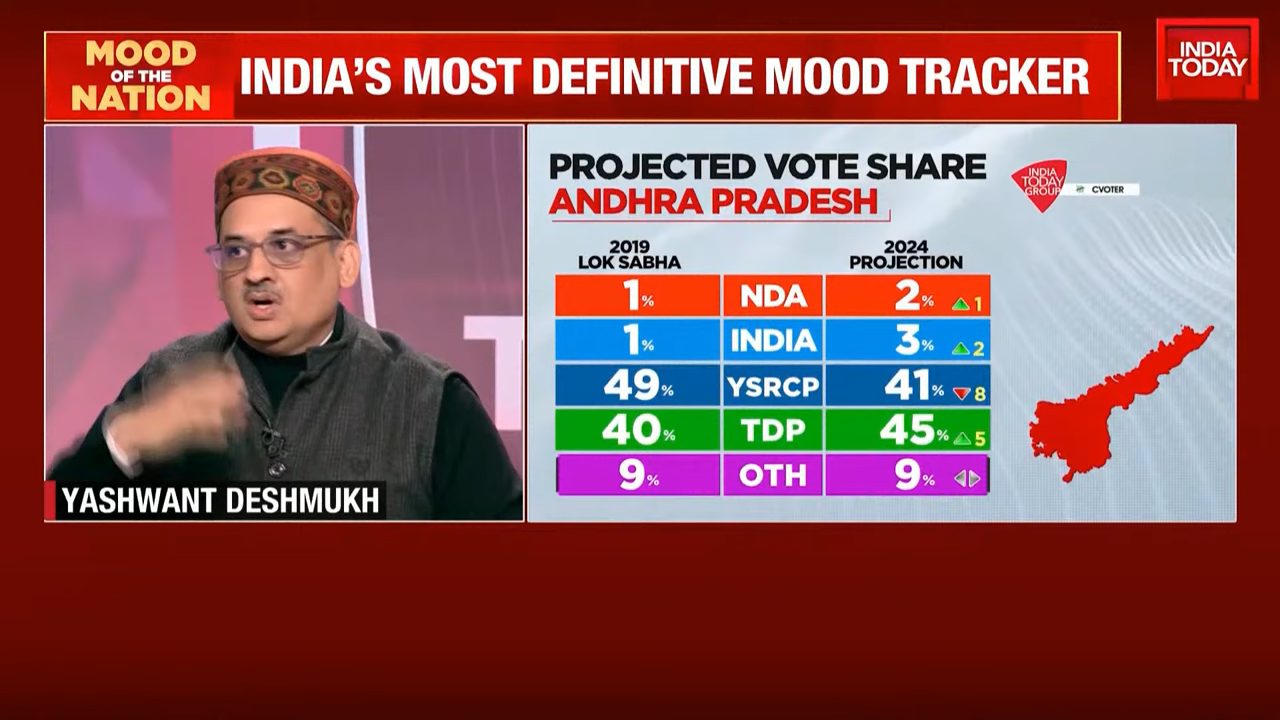 MOOD
OF THE
NATION
INDIA'S MOST DEFINITIVE MOOD TRACKER
INDIA
TODAY
PROJECTED VOTE SHARE
ANDHRA PRADESH
INDIA
TODAY
GROUP
CVOTER
2019
LOK SABHA
2024
PROJECTION
1% NDA 2% 1
1% INDIA 3% 2
49% YSRCP 41% 8
40% TDP 45% 5
9% OTH 9%
T
YASHWANT DESHMUKH